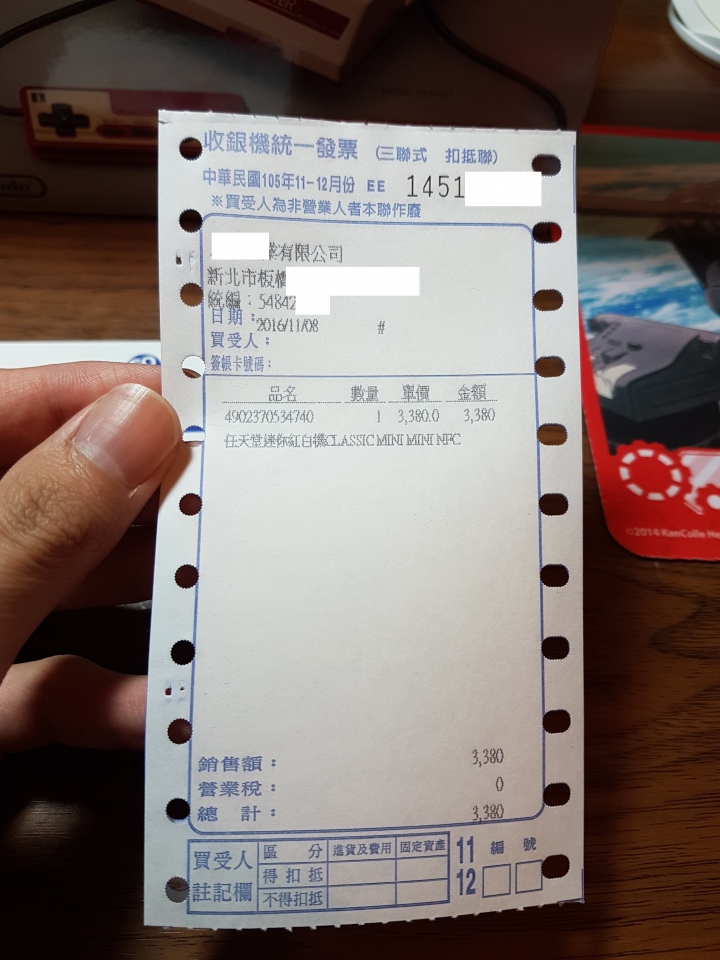 收銀機統一發票 (三聯式 扣抵聯)
中華民國105年11-12月份 EE 1451
※買受人為非營業人者本聯作廢
業有限公司
新北市板橋
統編：54842
日期：2016/11/08 #
買受人：
簽帳卡號碼：
品名 數量 單價 金額
4902370534740 1 3,380.0 3,380
任天堂迷你紅白機CLASSIC MINI MINI NFC
銷售額： 3,380
營業稅： 0
總計： 3,380
買受人註記欄
區分 進貨及費用 固定資產
得扣抵
不得扣抵
11 12 編號
©2014 KanColle